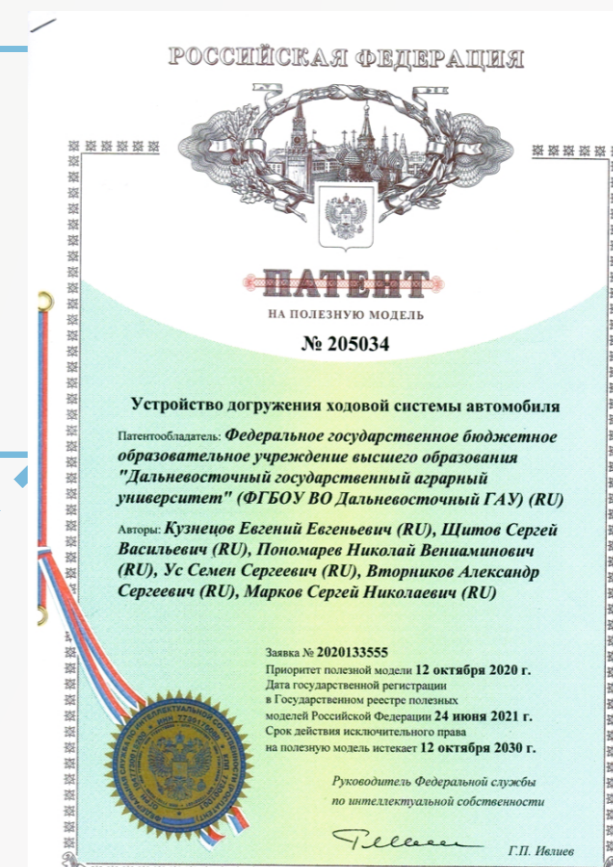 РОССИЙСКАЯ ФЕДЕРАЦИЯ
ПАТЕНТ
НА ПОЛЕЗНУЮ МОДЕЛЬ
№ 205034
Устройство догружения ходовой системы автомобиля
Патентообладатель: Федеральное государственное бюджетное
образовательное учреждение высшего образования
"Дальневосточный государственный аграрный
университет" (ФГБОУ ВО Дальневосточный ГАУ) (RU)
Авторы: Кузнецов Евгений Евгеньевич (RU), Щитов Сергей
Васильевич (RU), Пономарев Николай Вениаминович
(RU), Ус Семен Сергеевич (RU), Вторников Александр
Сергеевич (RU), Марков Сергей Николаевич (RU)
Заявка № 2020133555
Приоритет полезной модели 12 октября 2020 г.
Дата государственной регистрации
в Государственном реестре полезных
моделей Российской Федерации 24 июня 2021 г.
Срок действия исключительного права
на полезную модель истекает 12 октября 2030 г.
Руководитель Федеральной службы
по интеллектуальной собственности
Г.П. Ивлиев